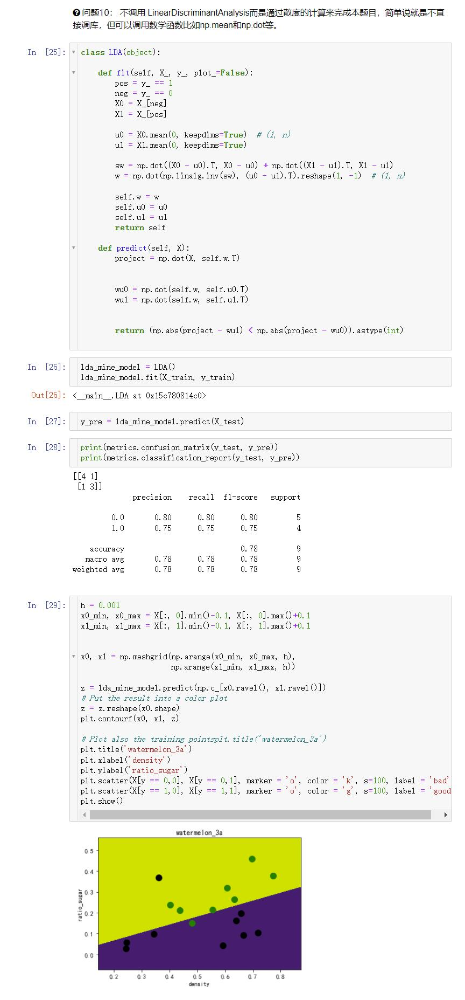 问题10： 不调用 LinearDiscriminantAnalysis而是通过散度的计算来完成本题目，简单说就是不直
接调库，但可以调用数学函数比如np.mean和np.dot等。
In [25]:
class LDA(object):
def fit(self, X_, y_, plot_=False):
pos = y_ == 1
neg = y_ == 0
X0 = X_[neg]
X1 = X_[pos]
u0 = X0.mean(0, keepdims=True)  # (1, n)
u1 = X1.mean(0, keepdims=True)
sw = np.dot((X0 - u0).T, X0 - u0) + np.dot((X1 - u1).T, X1 - u1)
w = np.dot(np.linalg.inv(sw), (u0 - u1).T).reshape(1, -1)  # (1, n)
self.w = w
self.u0 = u0
self.u1 = u1
return self
def predict(self, X):
project = np.dot(X, self.w.T)
wu0 = np.dot(self.w, self.u0.T)
wu1 = np.dot(self.w, self.u1.T)
return (np.abs(project - wu1) < np.abs(project - wu0)).astype(int)
In [26]:
lda_mine_model = LDA()
lda_mine_model.fit(X_train, y_train)
Out[26]: <__main__.LDA at 0x15c780814c0>
In [27]: y_pre = lda_mine_model.predict(X_test)
In [28]:
print(metrics.confusion_matrix(y_test, y_pre))
print(metrics.classification_report(y_test, y_pre))
[[4 1]
[1 3]]
precision recall f1-score support
0.0 0.80 0.80 0.80 5
1.0 0.75 0.75 0.75 4
accuracy 0.78 9
macro avg 0.78 0.78 0.78 9
weighted avg 0.78 0.78 0.78 9
In [29]:
h = 0.001
x0_min, x0_max = X[:, 0].min()-0.1, X[:, 0].max()+0.1
x1_min, x1_max = X[:, 1].min()-0.1, X[:, 1].max()+0.1
x0, x1 = np.meshgrid(np.arange(x0_min, x0_max, h),
np.arange(x1_min, x1_max, h))
z = lda_mine_model.predict(np.c_[x0.ravel(), x1.ravel()])
# Put the result into a color plot
z = z.reshape(x0.shape)
plt.contourf(x0, x1, z)
# Plot also the training pointsplt.title('watermelon_3a')
plt.title('watermelon_3a')
plt.xlabel('density')
plt.ylabel('ratio_sugar')
plt.scatter(X[y == 0,0], X[y == 0,1], marker = 'o', color = 'k', s=100, label = 'bad'
plt.scatter(X[y == 1,0], X[y == 1,1], marker = 'o', color = 'g', s=100, label = 'good
plt.show()
watermelon_3a
0.5
0.4
0.3
0.2
0.1
0.0
ratio_sugar
0.2 0.3 0.4 0.5 0.6 0.7 0.8
density